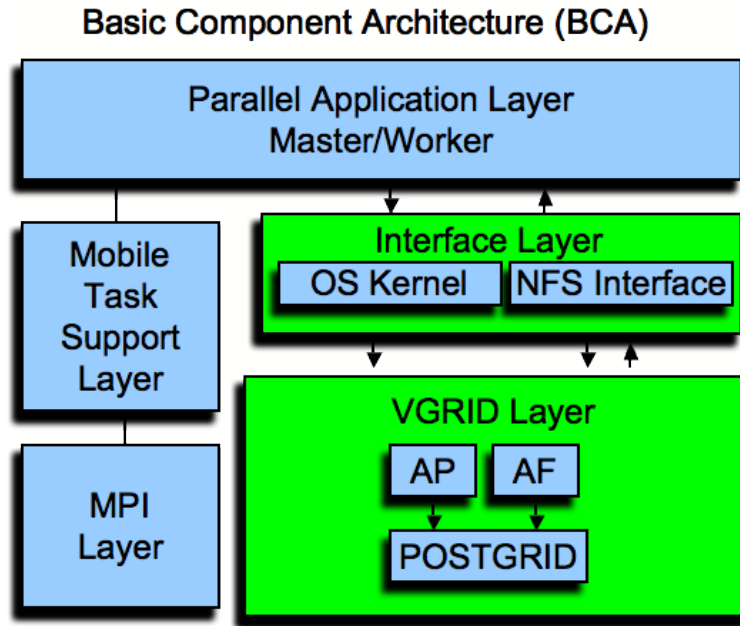 Basic Component Architecture (BCA)
Parallel Application Layer
Master/Worker
Mobile
Task
Support
Layer
Interface Layer
OS Kernel
NFS Interface
MPI
Layer
VGRID Layer
AP
AF
POSTGRID